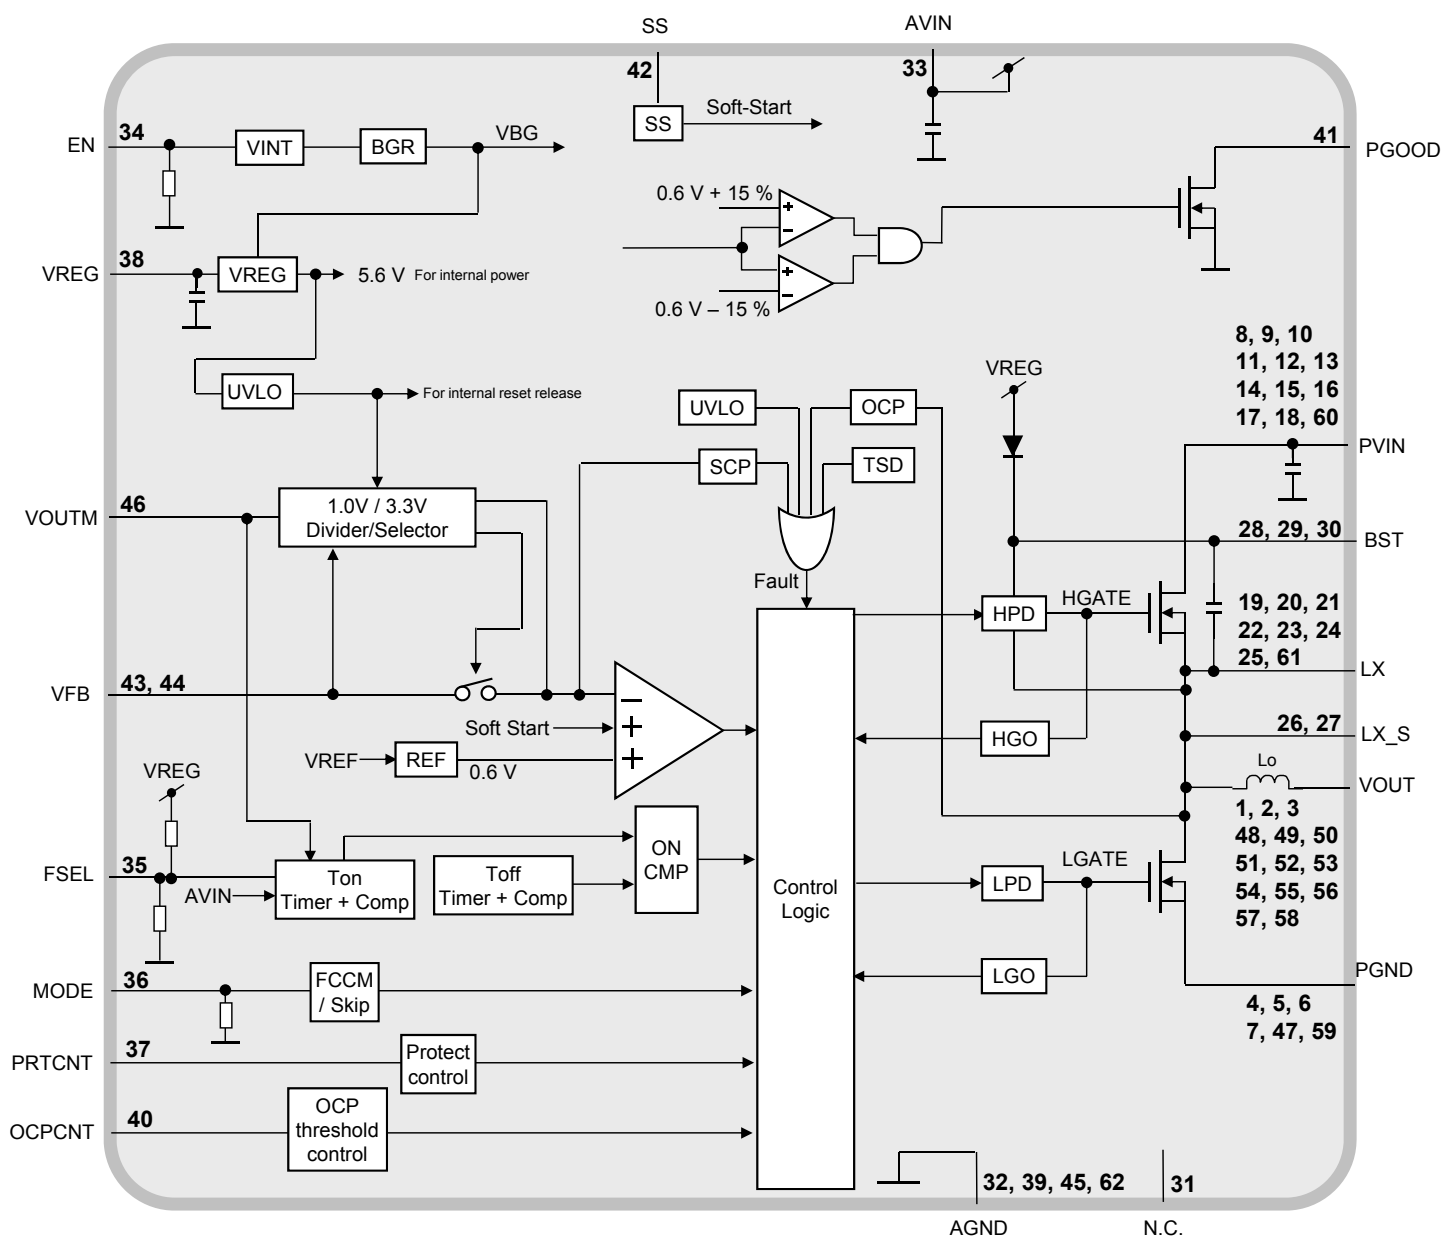 SS
AVIN
42
33
SS
Soft-Start
EN
34
VINT
BGR
VBG
41
PGOOD
0.6 V + 15 %
+
−
+
−
0.6 V – 15 %
VREG
38
VREG
5.6 V For internal power
UVLO
For internal reset release
UVLO
OCP
SCP
TSD
Fault
VREG
8, 9, 10
11, 12, 13
14, 15, 16
17, 18, 60
PVIN
VOUTM
46
1.0V / 3.3V
Divider/Selector
28, 29, 30
BST
HPD
HGATE
19, 20, 21
22, 23, 24
25, 61
LX
VFB
43, 44
−
Soft Start
+
VREF
REF
0.6 V
+
HGO
26, 27
LX_S
Lo
VOUT
1, 2, 3
48, 49, 50
51, 52, 53
54, 55, 56
57, 58
VREG
FSEL
35
AVIN
Ton
Timer + Comp
Toff
Timer + Comp
ON
CMP
Control
Logic
LPD
LGATE
LGO
PGND
4, 5, 6
7, 47, 59
MODE
36
FCCM
/ Skip
PRTCNT
37
Protect
control
OCPCNT
40
OCP
threshold
control
32, 39, 45, 62
31
AGND
N.C.